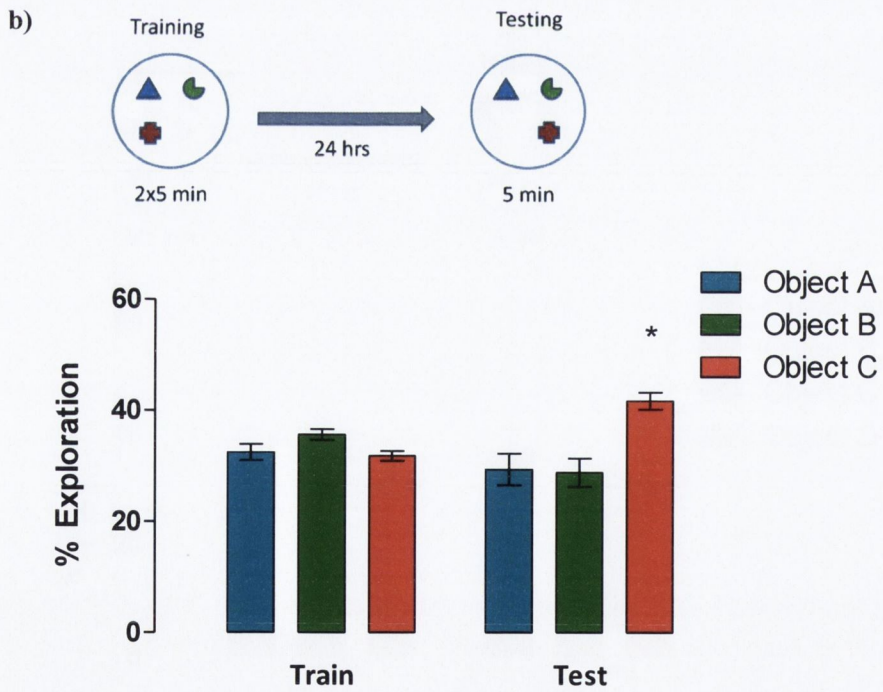 b)
Training
Testing
24 hrs
2x5 min
5 min
Object A
Object B
Object C
*
% Exploration
60
40
20
0
Train
Test